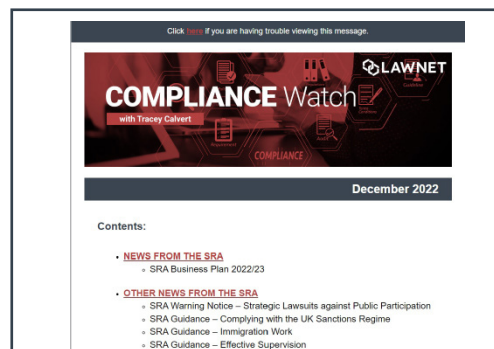 Click here if you are having trouble viewing this message.
LAWNET
COMPLIANCE Watch
with Tracey Calvert
COMPLIANCE
December 2022
Contents:
• NEWS FROM THE SRA
◦ SRA Business Plan 2022/23
• OTHER NEWS FROM THE SRA
◦ SRA Warning Notice – Strategic Lawsuits against Public Participation
◦ SRA Guidance – Complying with the UK Sanctions Regime
◦ SRA Guidance – Immigration Work
◦ SRA Guidance – Effective Supervision